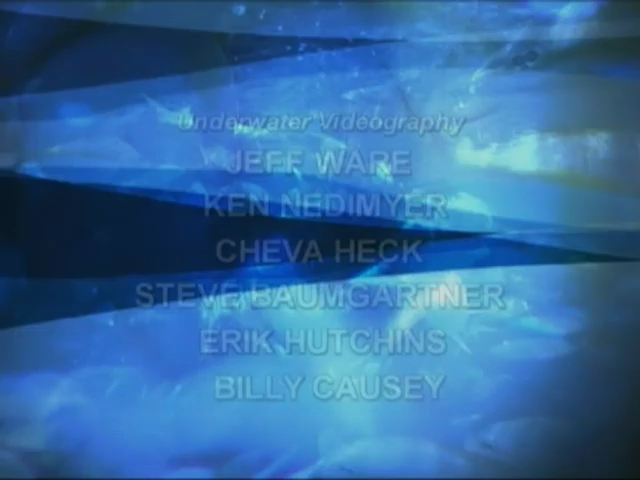 Underwater Videography
JEFF WARE
KEN NEDIMYER
CHEVA HECK
STEVE BAUMGARTNER
ERIK HUTCHINS
BILLY CAUSEY